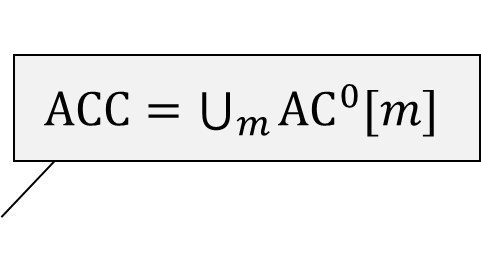 ACC = ⋃ₘ AC⁰[𝑚]